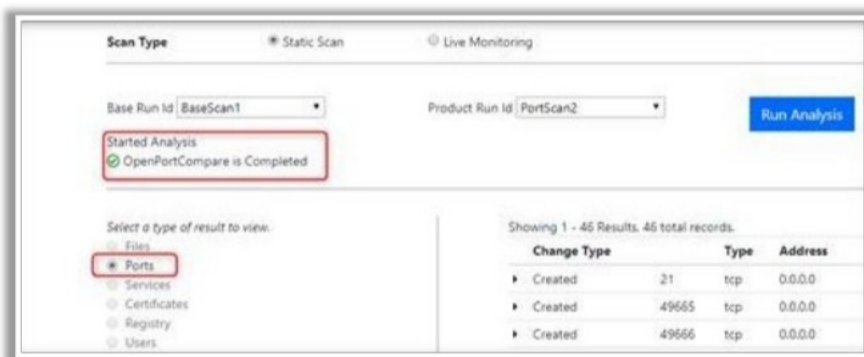 Scan Type Static Scan Live Monitoring
Base Run Id BaseScan1 Product Run Id PortScan2 Run Analysis
Started Analysis
OpenPortCompare is Completed
Select a type of result to view.
Files
Ports
Services
Certificates
Registry
Users
Showing 1 - 46 Results. 46 total records.
Change Type Type Address
Created 21 tcp 0.0.0.0
Created 49665 tcp 0.0.0.0
Created 49666 tcp 0.0.0.0